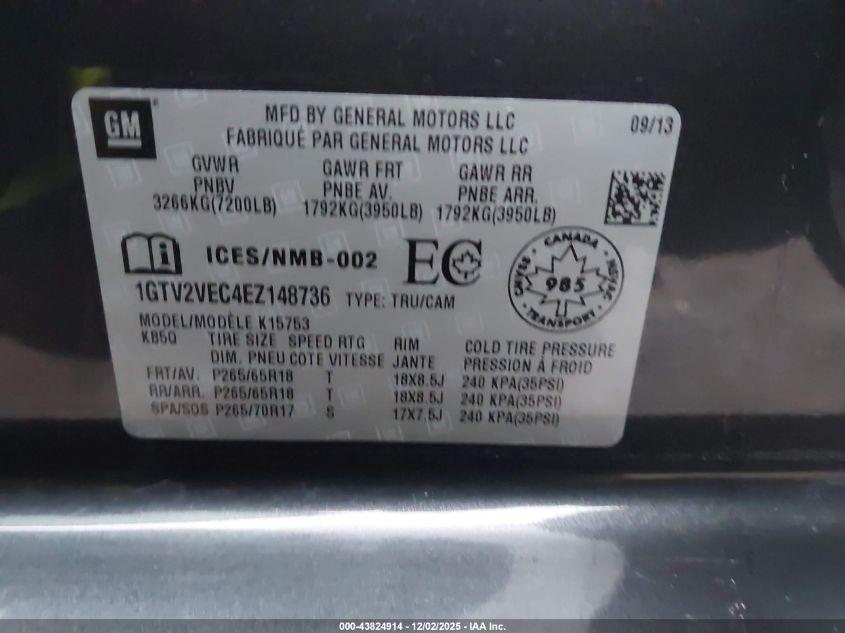 GM
MFD BY GENERAL MOTORS LLC
FABRIQUÉ PAR GENERAL MOTORS LLC
09/13
GVWR GAWR FRT GAWR RR
PNBV PNBE AV. PNBE ARR.
3266KG(7200LB) 1792KG(3950LB) 1792KG(3950LB)
ICES/NMB-002 EC
CANADA
985
TRANSPORT
1GTV2VEC4EZ148736 TYPE: TRU/CAM
MODEL/MODÈLE K15753
K85Q TIRE SIZE SPEED RTG RIM COLD TIRE PRESSURE
DIM. PNEU COTE VITESSE JANTE PRESSION À FROID
FRT/AV. P265/65R18 T 18X8.5J 240 KPA(35PSI)
RR/ARR. P265/65R18 T 18X8.5J 240 KPA(35PSI)
SPA/SOS P265/70R17 S 17X7.5J 240 KPA(35PSI)
000-43824914 - 12/02/2025 - IAA Inc.